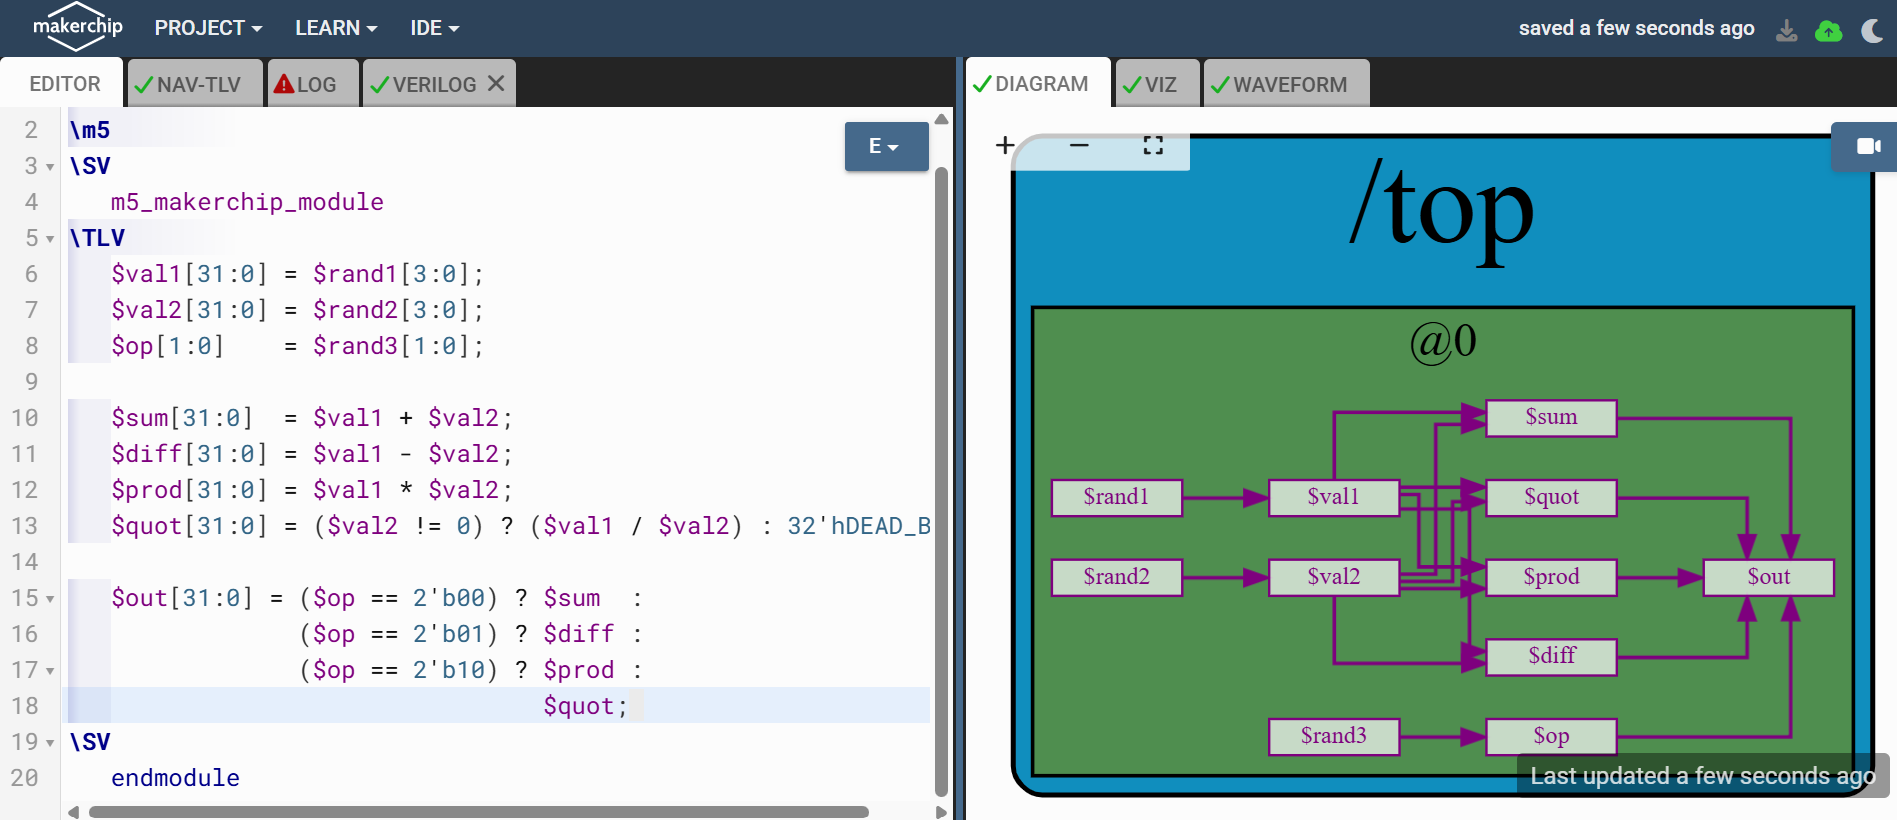 makerchip PROJECT LEARN IDE saved a few seconds ago
EDITOR NAV-TLV LOG VERILOG DIAGRAM VIZ WAVEFORM
E
2 \m5
3 \SV
4 m5_makerchip_module
5 \TLV
6 $val1[31:0] = $rand1[3:0];
7 $val2[31:0] = $rand2[3:0];
8 $op[1:0] = $rand3[1:0];
9
10 $sum[31:0] = $val1 + $val2;
11 $diff[31:0] = $val1 - $val2;
12 $prod[31:0] = $val1 * $val2;
13 $quot[31:0] = ($val2 != 0) ? ($val1 / $val2) : 32'hDEAD_B
14
15 $out[31:0] = ($op == 2'b00) ? $sum :
16 ($op == 2'b01) ? $diff :
17 ($op == 2'b10) ? $prod :
18 $quot;
19 \SV
20 endmodule
/top
@0
$sum
$rand1 $val1 $quot
$rand2 $val2 $prod $out
$diff
$rand3 $op
Last updated a few seconds ago